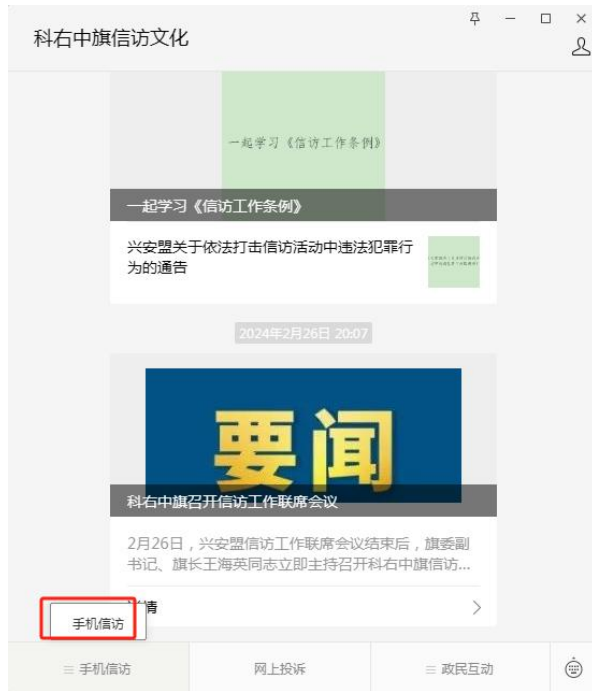 科右中旗信访文化
一起学习《信访工作条例》
一起学习《信访工作条例》
兴安盟关于依法打击信访活动中违法犯罪行
为的通告
2024年2月26日 20:07
要闻
科右中旗召开信访工作联席会议
2月26日，兴安盟信访工作联席会议结束后，旗委副
书记、旗长王海英同志立即主持召开科右中旗信访...
情
手机信访
手机信访
网上投诉
政民互动